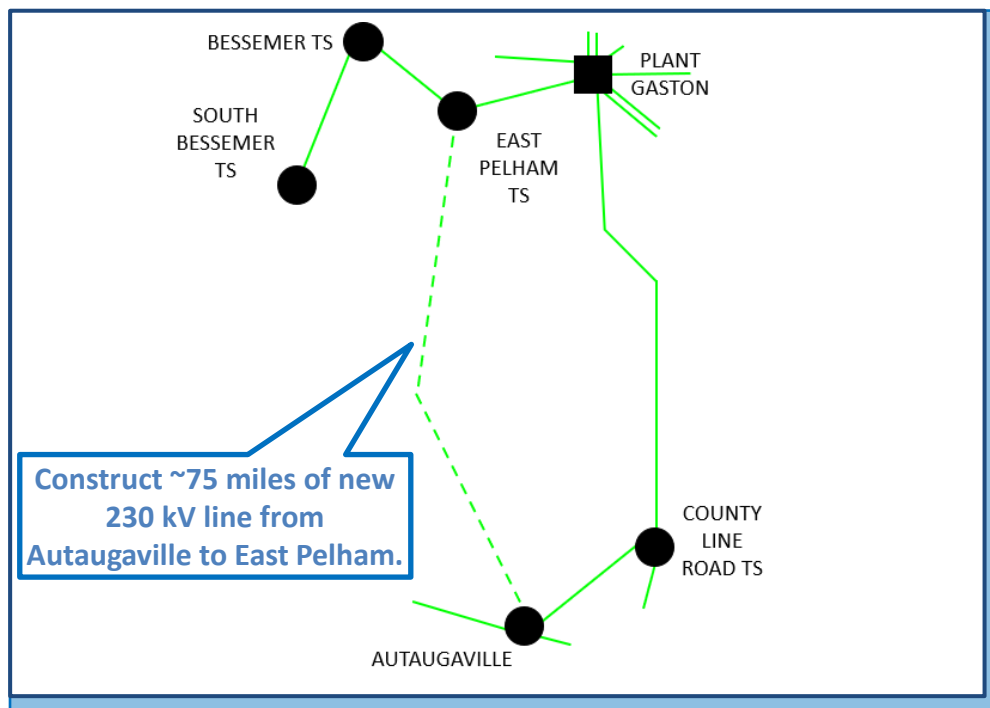 BESSEMER TS
PLANT
GASTON
SOUTH
BESSEMER
TS
EAST
PELHAM
TS
Construct ~75 miles of new
230 kV line from
Autaugaville to East Pelham.
COUNTY
LINE
ROAD TS
AUTAUGAVILLE